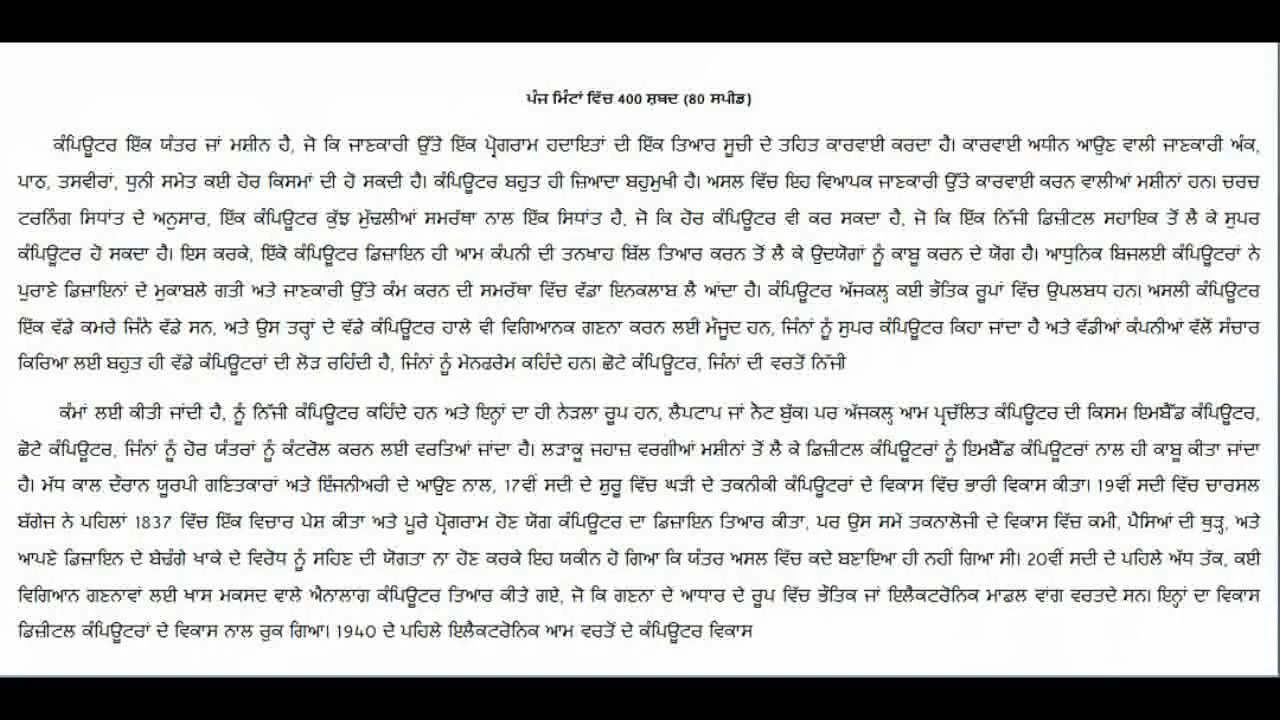 ਪੰਜ ਮਿੰਟਾਂ ਵਿੱਚ 400 ਸ਼ਬਦ (80 ਸਪੀਡ)
ਕੰਪਿਊਟਰ ਇੱਕ ਯੰਤਰ ਜਾਂ ਮਸ਼ੀਨ ਹੈ, ਜੋ ਕਿ ਜਾਣਕਾਰੀ ਉੱਤੇ ਇੱਕ ਪ੍ਰੋਗਰਾਮ ਹਦਾਇਤਾਂ ਦੀ ਇੱਕ ਤਿਆਰ ਸੂਚੀ ਦੇ ਤਹਿਤ ਕਾਰਵਾਈ ਕਰਦਾ ਹੈ। ਕਾਰਵਾਈ ਅਧੀਨ ਆਉਣ ਵਾਲੀ ਜਾਣਕਾਰੀ ਅੰਕ,
ਪਾਠ, ਤਸਵੀਰਾਂ, ਧੁਨੀ ਸਮੇਤ ਕਈ ਹੋਰ ਕਿਸਮਾਂ ਦੀ ਹੋ ਸਕਦੀ ਹੈ। ਕੰਪਿਊਟਰ ਬਹੁਤ ਹੀ ਜ਼ਿਆਦਾ ਬਹੁਮੁਖੀ ਹੈ। ਅਸਲ ਵਿੱਚ ਇਹ ਵਿਆਪਕ ਜਾਣਕਾਰੀ ਉੱਤੇ ਕਾਰਵਾਈ ਕਰਨ ਵਾਲੀਆਂ ਮਸ਼ੀਨਾਂ ਹਨ। ਚਰਚ
ਟਰਨਿੰਗ ਸਿਧਾਂਤ ਦੇ ਅਨੁਸਾਰ, ਇੱਕ ਕੰਪਿਊਟਰ ਕੁੱਝ ਮੁੱਢਲੀਆਂ ਸਮਰੱਥਾ ਨਾਲ ਇੱਕ ਸਿਧਾਂਤ ਹੈ, ਜੋ ਕਿ ਹੋਰ ਕੰਪਿਊਟਰ ਵੀ ਕਰ ਸਕਦਾ ਹੈ, ਜੋ ਕਿ ਇੱਕ ਨਿੱਜੀ ਡਿਜ਼ੀਟਲ ਸਹਾਇਕ ਤੋਂ ਲੈ ਕੇ ਸੁਪਰ
ਕੰਪਿਊਟਰ ਹੋ ਸਕਦਾ ਹੈ। ਇਸ ਕਰਕੇ, ਇੱਕੋ ਕੰਪਿਊਟਰ ਡਿਜ਼ਾਇਨ ਹੀ ਆਮ ਕੰਪਨੀ ਦੀ ਤਨਖਾਹ ਬਿੱਲ ਤਿਆਰ ਕਰਨ ਤੋਂ ਲੈ ਕੇ ਉਦਯੋਗਾਂ ਨੂੰ ਕਾਬੂ ਕਰਨ ਦੇ ਯੋਗ ਹੈ। ਆਧੁਨਿਕ ਬਿਜਲਈ ਕੰਪਿਊਟਰਾਂ ਨੇ
ਪੁਰਾਣੇ ਡਿਜ਼ਾਇਨਾਂ ਦੇ ਮੁਕਾਬਲੇ ਗਤੀ ਅਤੇ ਜਾਣਕਾਰੀ ਉੱਤੇ ਕੰਮ ਕਰਨ ਦੀ ਸਮਰੱਥਾ ਵਿੱਚ ਵੱਡਾ ਇਨਕਲਾਬ ਲੈ ਆਂਦਾ ਹੈ। ਕੰਪਿਊਟਰ ਅੱਜਕਲ੍ਹ ਕਈ ਭੌਤਿਕ ਰੂਪਾਂ ਵਿੱਚ ਉਪਲਬਧ ਹਨ। ਅਸਲੀ ਕੰਪਿਊਟਰ
ਇੱਕ ਵੱਡੇ ਕਮਰੇ ਜਿੰਨੇ ਵੱਡੇ ਸਨ, ਅਤੇ ਉਸ ਤਰ੍ਹਾਂ ਦੇ ਵੱਡੇ ਕੰਪਿਊਟਰ ਹਾਲੇ ਵੀ ਵਿਗਿਆਨਕ ਗਣਨਾ ਕਰਨ ਲਈ ਮੌਜੂਦ ਹਨ, ਜਿੰਨਾਂ ਨੂੰ ਸੁਪਰ ਕੰਪਿਊਟਰ ਕਿਹਾ ਜਾਂਦਾ ਹੈ ਅਤੇ ਵੱਡੀਆਂ ਕੰਪਨੀਆਂ ਵੱਲੋਂ ਸੰਚਾਰ
ਕਿਰਿਆ ਲਈ ਬਹੁਤ ਹੀ ਵੱਡੇ ਕੰਪਿਊਟਰਾਂ ਦੀ ਲੋੜ ਰਹਿੰਦੀ ਹੈ, ਜਿੰਨਾਂ ਨੂੰ ਮੇਨਫਰੇਮ ਕਹਿੰਦੇ ਹਨ। ਛੋਟੇ ਕੰਪਿਊਟਰ, ਜਿੰਨਾਂ ਦੀ ਵਰਤੋਂ ਨਿੱਜੀ
ਕੰਮਾਂ ਲਈ ਕੀਤੀ ਜਾਂਦੀ ਹੈ, ਨੂੰ ਨਿੱਜੀ ਕੰਪਿਊਟਰ ਕਹਿੰਦੇ ਹਨ ਅਤੇ ਇਨ੍ਹਾਂ ਦਾ ਹੀ ਨੇੜਲਾ ਰੂਪ ਹਨ, ਲੈਪਟਾਪ ਜਾਂ ਨੈਟ ਬੁੱਕ। ਪਰ ਅੱਜਕਲ੍ਹ ਆਮ ਪ੍ਰਚੱਲਿਤ ਕੰਪਿਊਟਰ ਦੀ ਕਿਸਮ ਇਮਬੈੱਡ ਕੰਪਿਊਟਰ,
ਛੋਟੇ ਕੰਪਿਊਟਰ, ਜਿੰਨਾਂ ਨੂੰ ਹੋਰ ਯੰਤਰਾਂ ਨੂੰ ਕੰਟਰੋਲ ਕਰਨ ਲਈ ਵਰਤਿਆਂ ਜਾਂਦਾ ਹੈ। ਲੜਾਕੂ ਜਹਾਜ਼ ਵਰਗੀਆਂ ਮਸ਼ੀਨਾਂ ਤੋਂ ਲੈ ਕੇ ਡਿਜ਼ੀਟਲ ਕੰਪਿਊਟਰਾਂ ਨੂੰ ਇਮਬੈੱਡ ਕੰਪਿਊਟਰਾਂ ਨਾਲ ਹੀ ਕਾਬੂ ਕੀਤਾ ਜਾਂਦਾ
ਹੈ। ਮੱਧ ਕਾਲ ਦੌਰਾਨ ਯੂਰਪੀ ਗਣਿਤਕਾਰਾਂ ਅਤੇ ਇੰਜਨੀਅਰੀ ਦੇ ਆਉਣ ਨਾਲ, 17ਵੀਂ ਸਦੀ ਦੇ ਸ਼ੁਰੂ ਵਿੱਚ ਘੜੀ ਦੇ ਤਕਨੀਕੀ ਕੰਪਿਊਟਰਾਂ ਦੇ ਵਿਕਾਸ ਵਿੱਚ ਭਾਰੀ ਵਿਕਾਸ ਕੀਤਾ। 19ਵੀਂ ਸਦੀ ਵਿੱਚ ਚਾਰਸਲ
ਬੱਗੇਜ ਨੇ ਪਹਿਲਾਂ 1837 ਵਿੱਚ ਇੱਕ ਵਿਚਾਰ ਪੇਸ਼ ਕੀਤਾ ਅਤੇ ਪੂਰੇ ਪ੍ਰੋਗਰਾਮ ਹੋਣ ਯੋਗ ਕੰਪਿਊਟਰ ਦਾ ਡਿਜ਼ਾਇਨ ਤਿਆਰ ਕੀਤਾ, ਪਰ ਉਸ ਸਮੇਂ ਤਕਨਾਲੋਜੀ ਦੇ ਵਿਕਾਸ ਵਿੱਚ ਕਮੀ, ਪੈਸਿਆਂ ਦੀ ਥੁੜ੍ਹ, ਅਤੇ
ਆਪਣੇ ਡਿਜ਼ਾਇਨ ਦੇ ਬੇਢੰਗੇ ਖਾਕੇ ਦੇ ਵਿਰੋਧ ਨੂੰ ਸਹਿਣ ਦੀ ਯੋਗਤਾ ਨਾ ਹੋਣ ਕਰਕੇ ਇਹ ਯਕੀਨ ਹੋ ਗਿਆ ਕਿ ਯੰਤਰ ਅਸਲ ਵਿੱਚ ਕਦੇ ਬਣਾਇਆ ਹੀ ਨਹੀਂ ਗਿਆ ਸੀ। 20ਵੀਂ ਸਦੀ ਦੇ ਪਹਿਲੇ ਅੱਧ ਤੱਕ, ਕਈ
ਵਿਗਿਆਨ ਗਣਨਾਵਾਂ ਲਈ ਖਾਸ ਮਕਸਦ ਵਾਲੇ ਐਨਾਲਾਗ ਕੰਪਿਊਟਰ ਤਿਆਰ ਕੀਤੇ ਗਏ, ਜੋ ਕਿ ਗਣਨਾ ਦੇ ਆਧਾਰ ਦੇ ਰੂਪ ਵਿੱਚ ਭੌਤਿਕ ਜਾਂ ਇਲੈਕਟਰੋਨਿਕ ਮਾਡਲ ਵਾਂਗ ਵਰਤਦੇ ਸਨ। ਇਨ੍ਹਾਂ ਦਾ ਵਿਕਾਸ
ਡਿਜ਼ੀਟਲ ਕੰਪਿਊਟਰਾਂ ਦੇ ਵਿਕਾਸ ਨਾਲ ਰੁਕ ਗਿਆ। 1940 ਦੇ ਪਹਿਲੇ ਇਲੈਕਟਰੋਨਿਕ ਆਮ ਵਰਤੋਂ ਦੇ ਕੰਪਿਊਟਰ ਵਿਕਾਸ